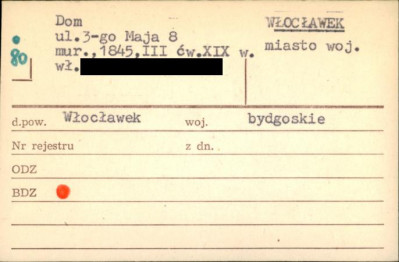 Dom
ul.3-go Maja 8
mur.,1845,III ćw.XIX w.
wł.
WŁOCŁAWEK
miasto woj.
80
d.pow. Włocławek woj. bydgoskie
Nr rejestru z dn.
ODZ
BDZ